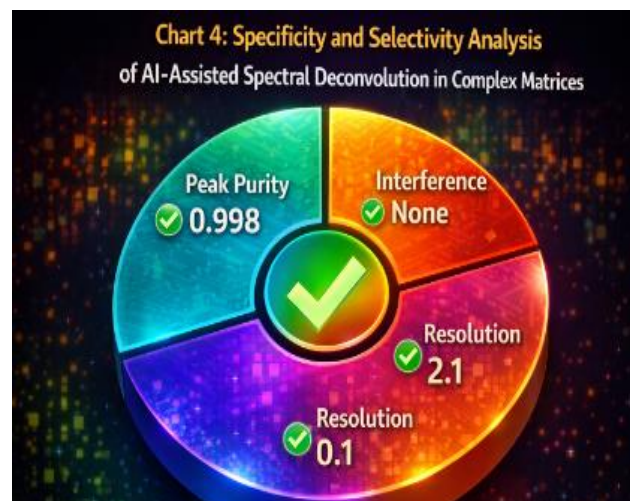 Chart 4: Specificity and Selectivity Analysis
of AI-Assisted Spectral Deconvolution in Complex Matrices
Peak Purity
0.998
Interference
None
Resolution
2.1
Resolution
0.1